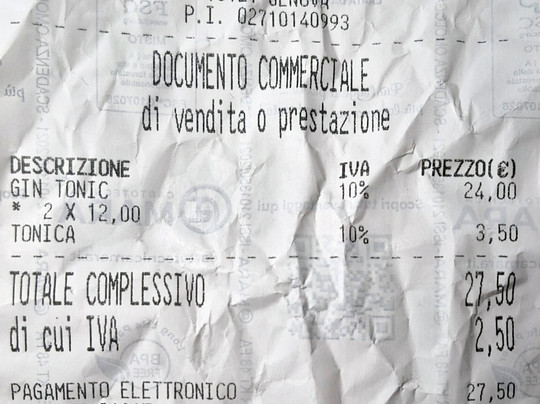 GENOVA
P.I. 02710140993
DOCUMENTO COMMERCIALE
di vendita o prestazione
DESCRIZIONE IVA PREZZO(€)
GIN TONIC 10% 24,00
* 2 X 12,00
TONICA 10% 3,50
TOTALE COMPLESSIVO 27,50
di cui IVA 2,50
PAGAMENTO ELETTRONICO 27,50